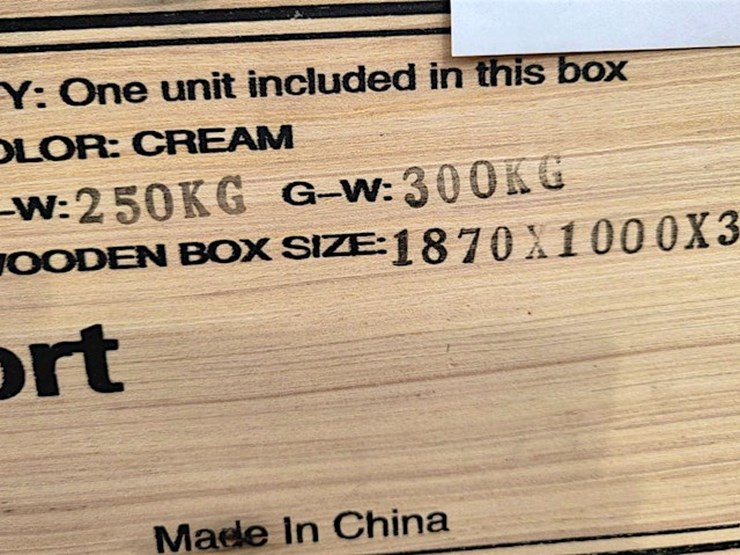 Y: One unit included in this box
OLOR: CREAM
-W: 250KG G-W: 300KG
WOODEN BOX SIZE: 1870X1000X3
ort
Made In China